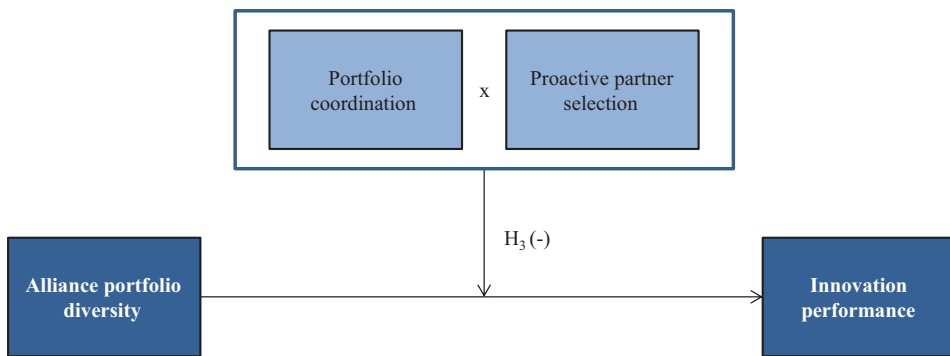 Portfolio
coordination
x
Proactive partner
selection
H₃ (-)
Alliance portfolio
diversity
Innovation
performance